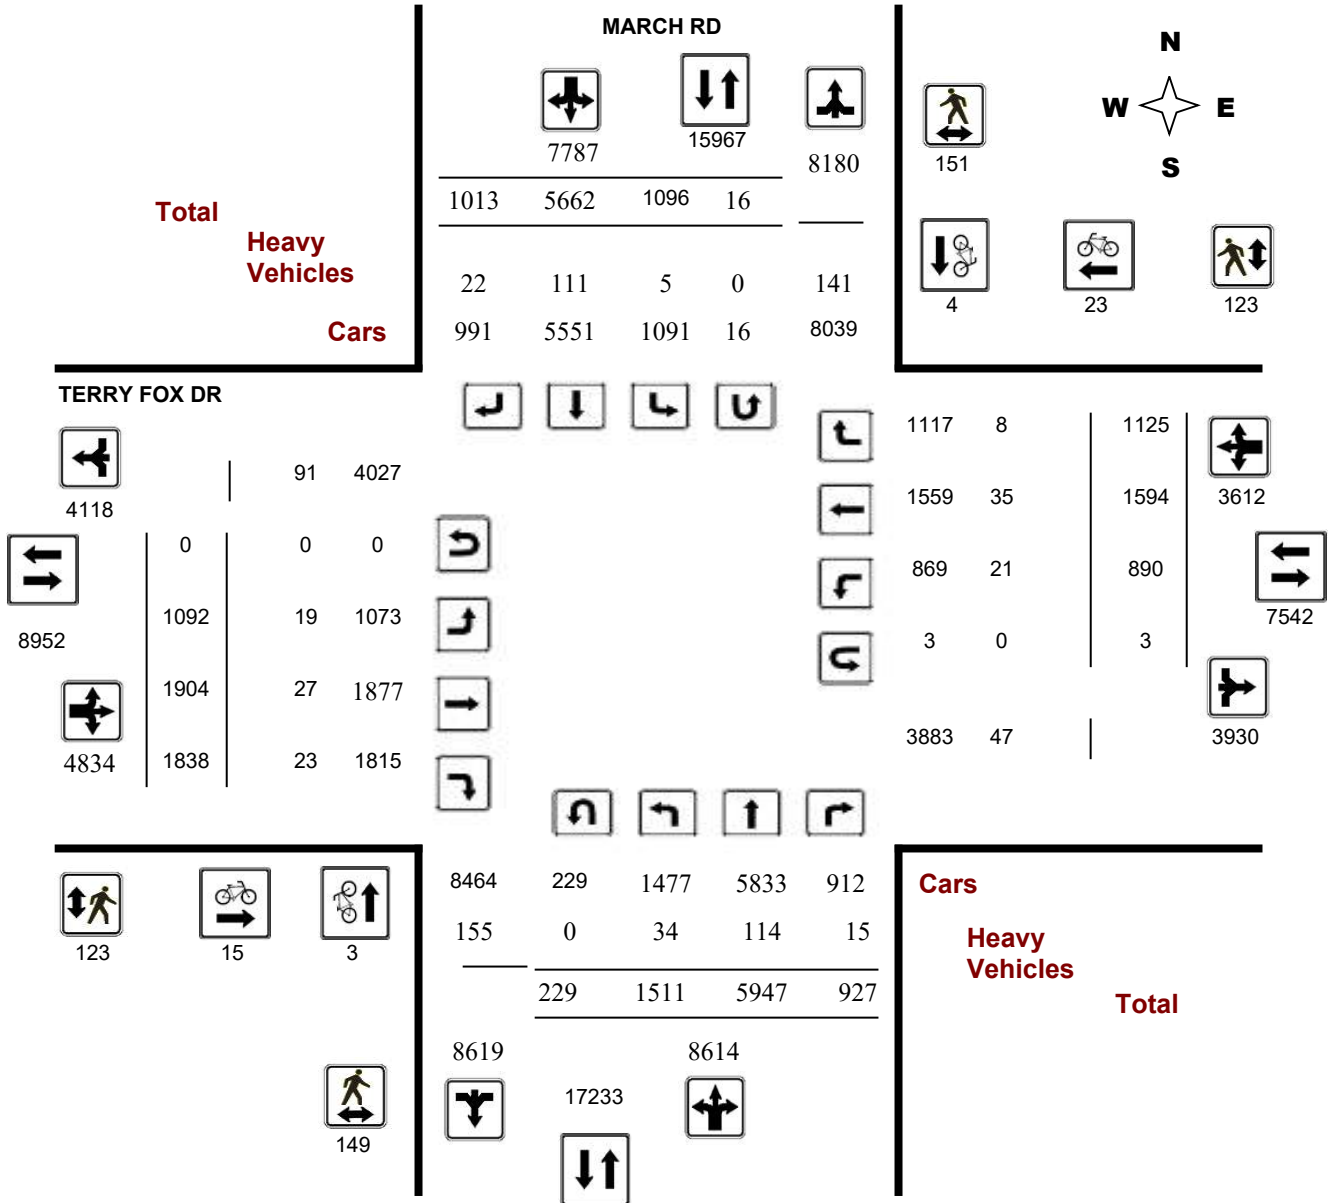 MARCH RD
N
W E
S
7787 15967 8180 151
1013 5662 1096 16
Total
Heavy
Vehicles
22 111 5 0 141
4 23 123
Cars 991 5551 1091 16 8039
TERRY FOX DR
1117 8 1125
91 4027
4118
1559 35 1594 3612
0 0 0
869 21 890
7542
1092 19 1073
8952
3 0 3
1904 27 1877
3883 47 3930
4834 1838 23 1815
8464 229 1477 5833 912 Cars
123 15 3
155 0 34 114 15 Heavy
Vehicles
229 1511 5947 927 Total
8619 8614
17233
149